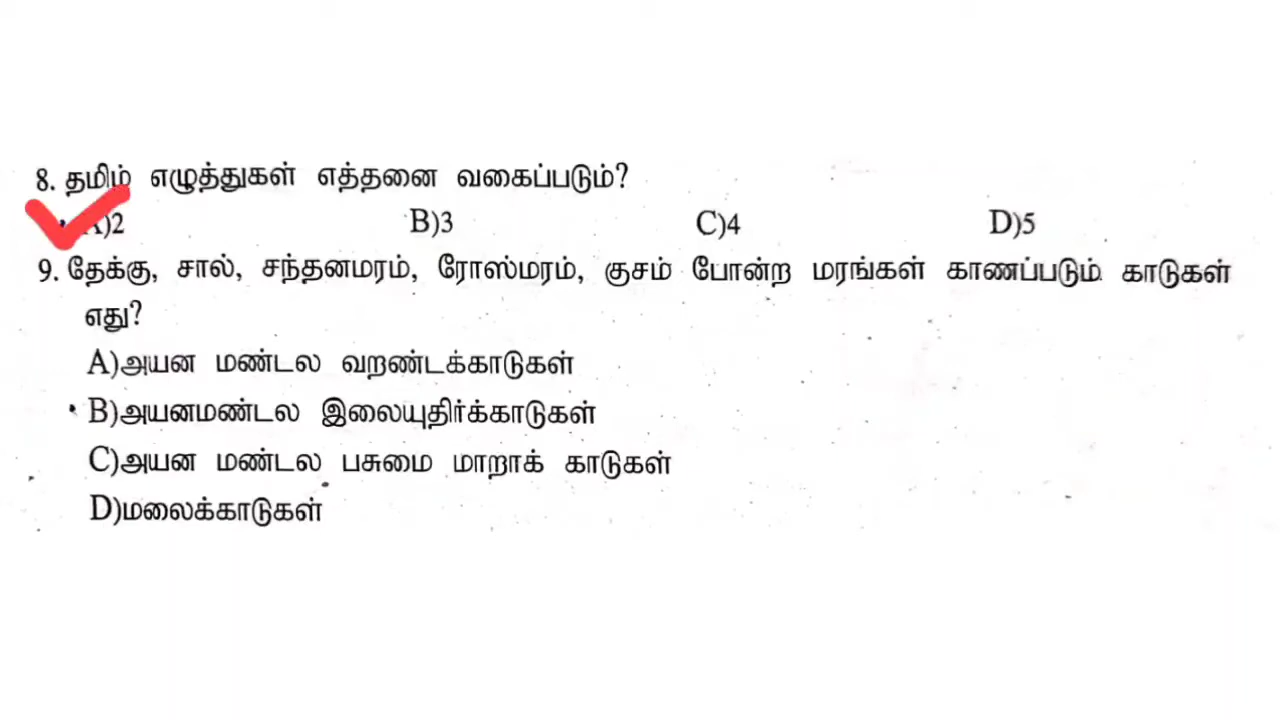 8. தமிழ் எழுத்துகள் எத்தனை வகைப்படும்?
A)2 B)3 C)4 D)5
9. தேக்கு, சால், சந்தனமரம், ரோஸ்மரம், குசம் போன்ற மரங்கள் காணப்படும் காடுகள்
எது?
A)அயன மண்டல வறண்டக்காடுகள்
B)அயனமண்டல இலையுதிர்க்காடுகள்
C)அயன மண்டல பசுமை மாறாக் காடுகள்
D)மலைக்காடுகள்